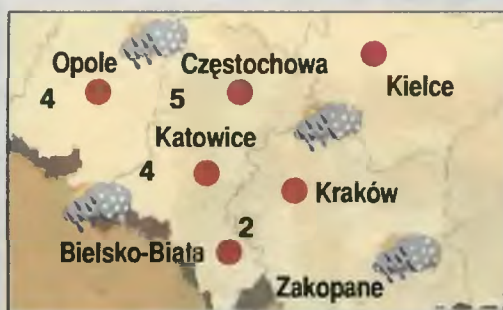 Opole
Częstochowa
Kielce
4
5
Katowice
4
Kraków
2
Bielsko-Biała
Zakopane